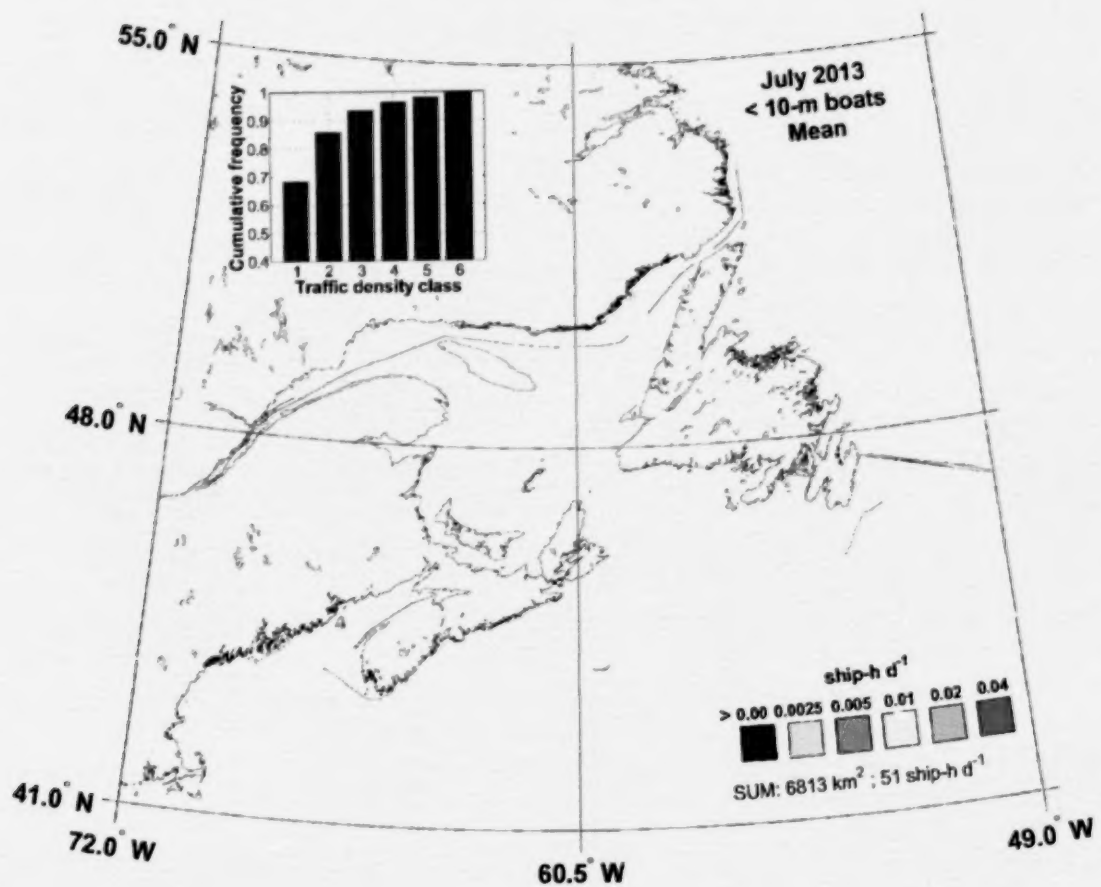 55.0° N
July 2013
< 10-m boats
Mean
Cumulative frequency
1
0.9
0.8
0.7
0.6
0.5
0.4
1 2 3 4 5 6
Traffic density class
48.0° N
ship-h d⁻¹
> 0.00 0.0025 0.005 0.01 0.02 0.04
SUM: 6813 km² ; 51 ship-h d⁻¹
41.0° N
72.0° W
60.5° W
49.0° W